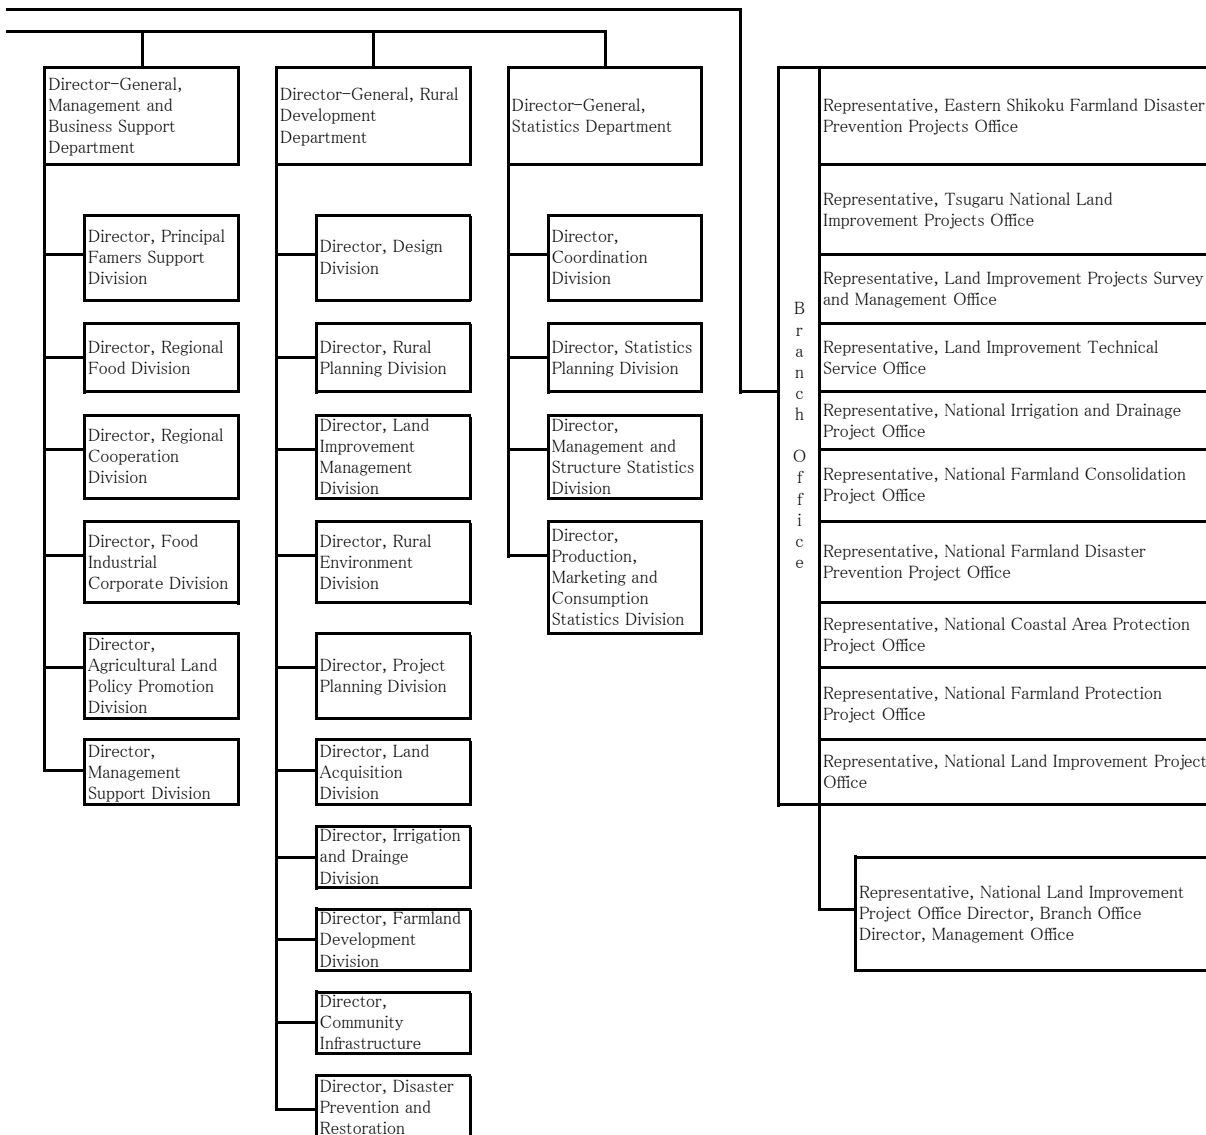 Director-General,
Management and
Business Support
Department
Director, Principal
Famers Support
Division
Director, Regional
Food Division
Director, Regional
Cooperation
Division
Director, Food
Industrial
Corporate Division
Director,
Agricultural Land
Policy Promotion
Division
Director,
Management
Support Division
Director-General, Rural
Development
Department
Director, Design
Division
Director, Rural
Planning Division
Director, Land
Improvement
Management
Division
Director, Rural
Environment
Division
Director, Project
Planning Division
Director, Land
Acquisition
Division
Director, Irrigation
and Drainge
Division
Director, Farmland
Development
Division
Director,
Community
Infrastructure
Director, Disaster
Prevention and
Restoration
Director-General,
Statistics Department
Director,
Coordination
Division
Director, Statistics
Planning Division
Director,
Management and
Structure Statistics
Division
Director,
Production,
Marketing and
Consumption
Statistics Division
Branch Office
Representative, Eastern Shikoku Farmland Disaster
Prevention Projects Office
Representative, Tsugaru National Land
Improvement Projects Office
Representative, Land Improvement Projects Survey
and Management Office
Representative, Land Improvement Technical
Service Office
Representative, National Irrigation and Drainage
Project Office
Representative, National Farmland Consolidation
Project Office
Representative, National Farmland Disaster
Prevention Project Office
Representative, National Coastal Area Protection
Project Office
Representative, National Farmland Protection
Project Office
Representative, National Land Improvement Project
Office
Representative, National Land Improvement
Project Office Director, Branch Office
Director, Management Office